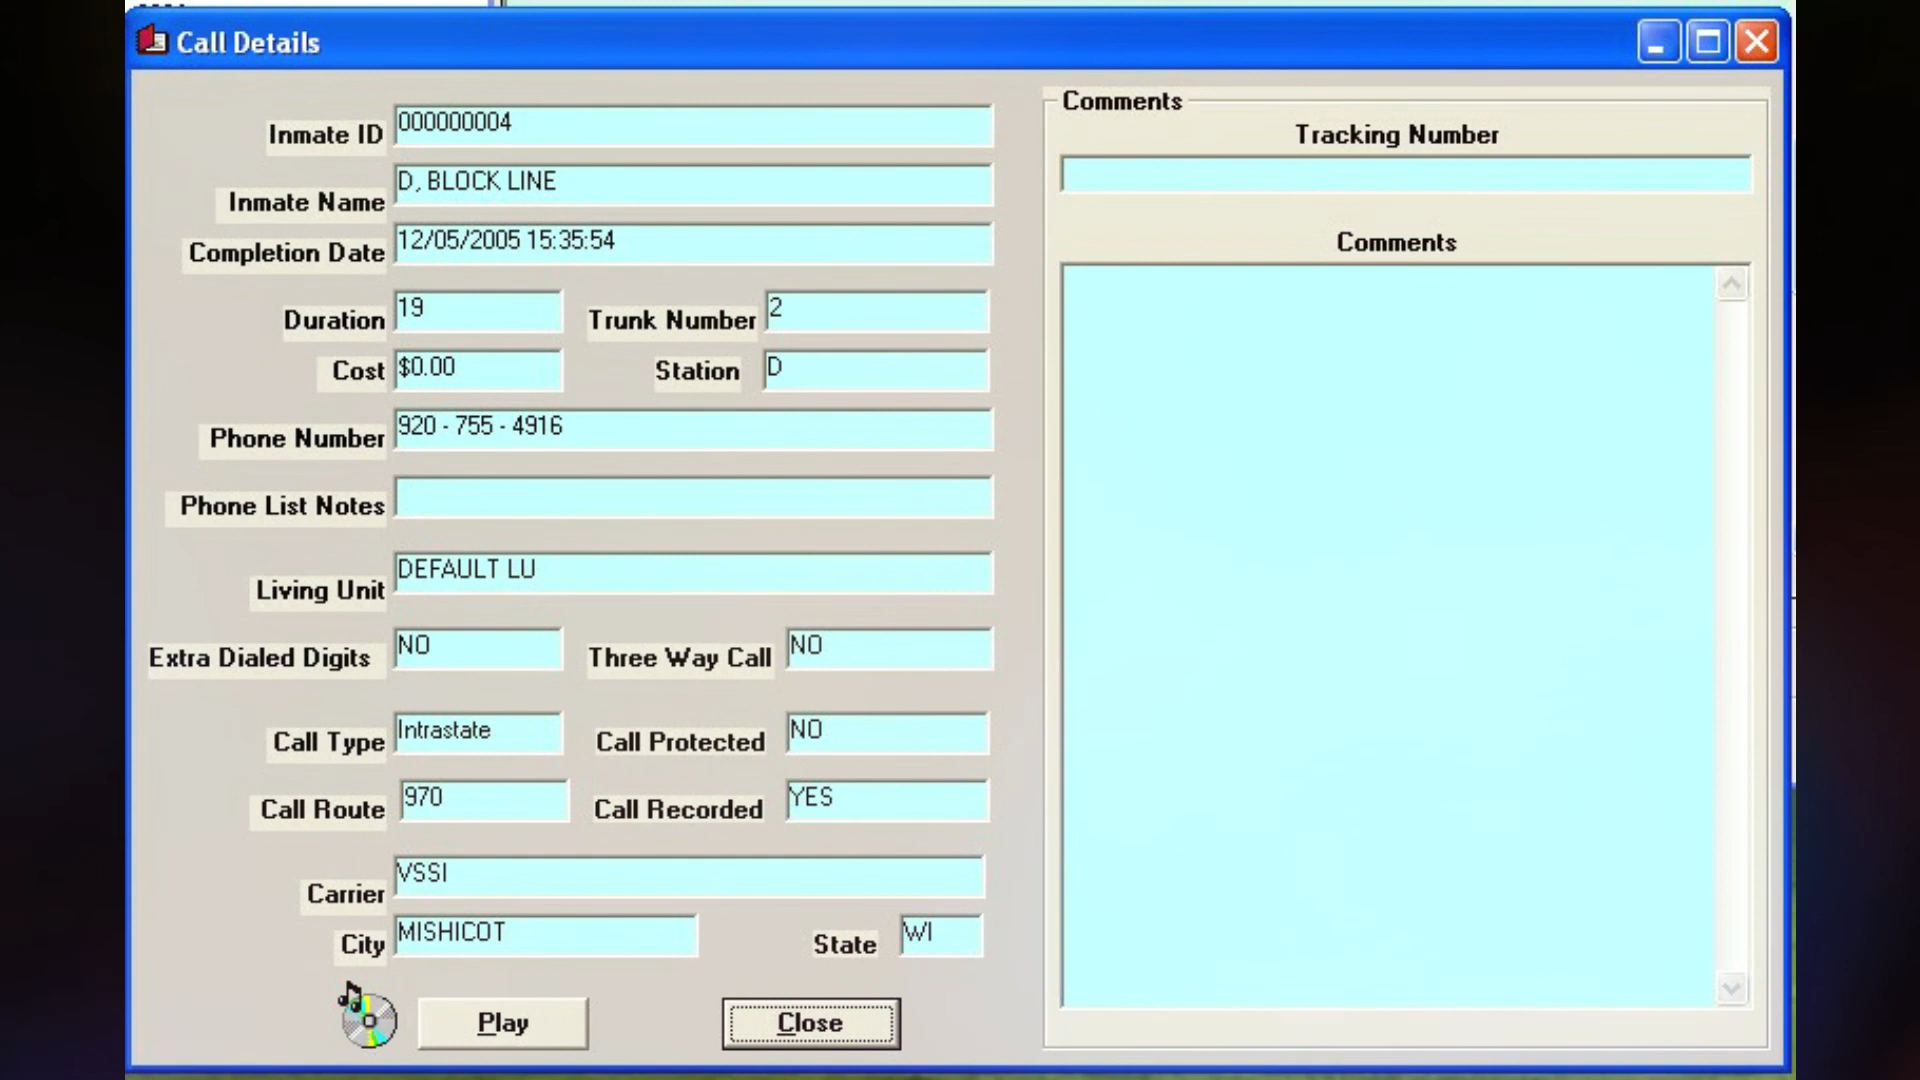 Call Details
Inmate ID 000000004
Inmate Name D, BLOCK LINE
Completion Date 12/05/2005 15:35:54
Duration 19 Trunk Number 2
Cost $0.00 Station D
Phone Number 920 - 755 - 4916
Phone List Notes
Living Unit DEFAULT LU
Extra Dialed Digits NO Three Way Call NO
Call Type Intrastate Call Protected NO
Call Route 970 Call Recorded YES
Carrier VSSI
City MISHICOT State WI
Play Close
Comments
Tracking Number
Comments